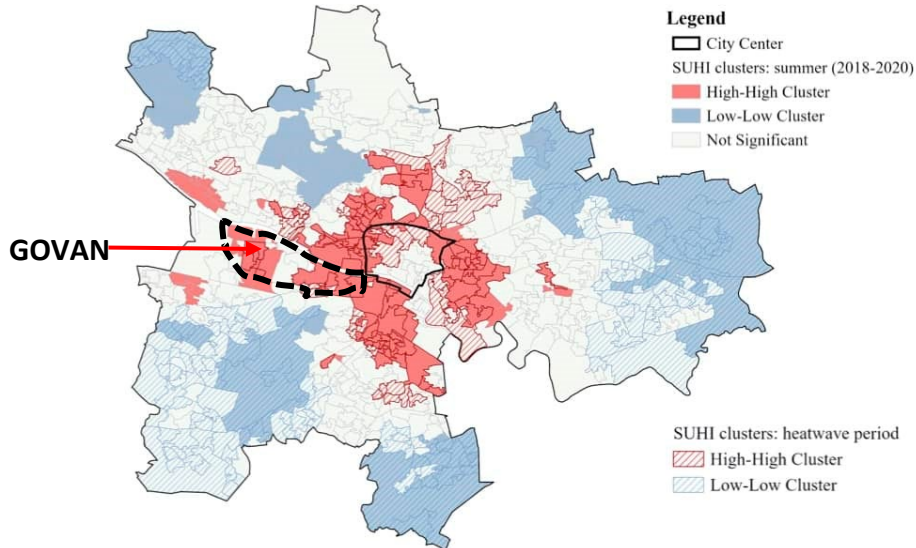 Legend
City Center
SUHI clusters: summer (2018-2020)
High-High Cluster
Low-Low Cluster
Not Significant
GOVAN
SUHI clusters: heatwave period
High-High Cluster
Low-Low Cluster